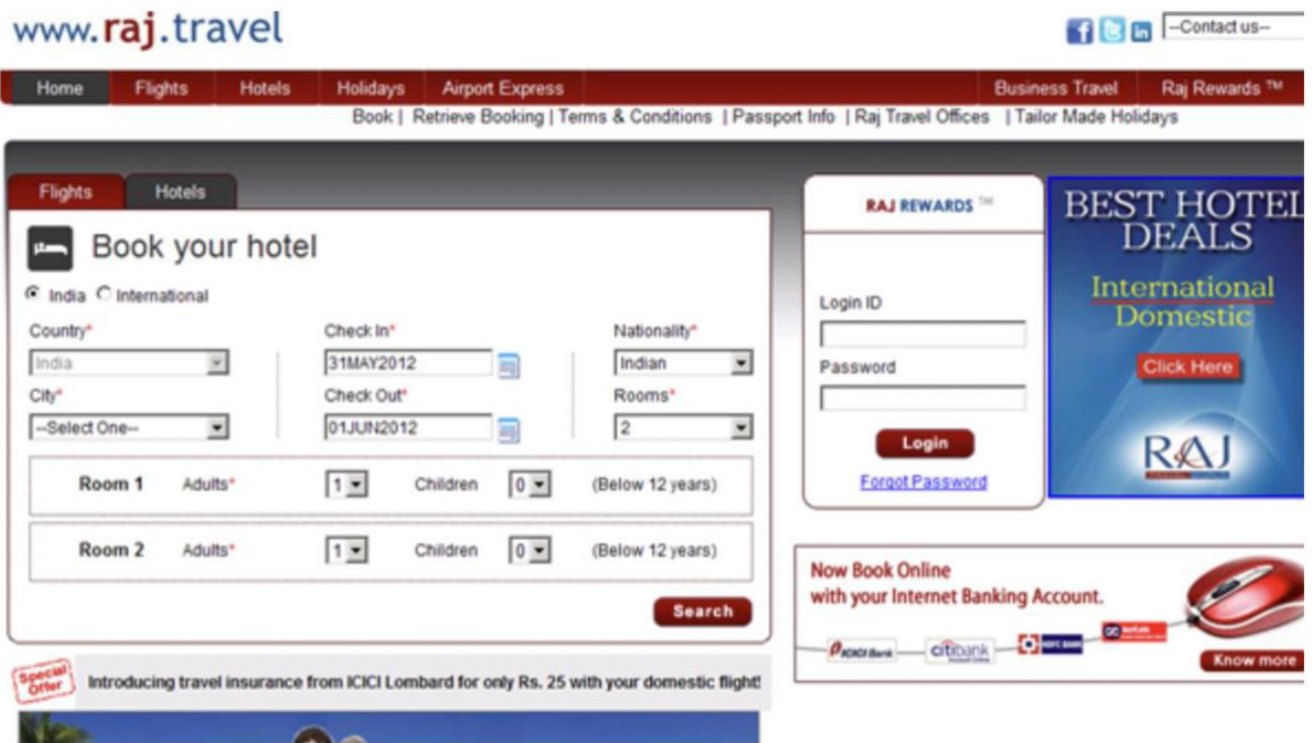 www.raj.travel
--Contact us--
Home Flights Hotels Holidays Airport Express Business Travel Raj Rewards ™
Book | Retrieve Booking | Terms & Conditions | Passport Info | Raj Travel Offices | Tailor Made Holidays
Flights Hotels
Book your hotel
India International
Country* Check In* Nationality*
India 31MAY2012 Indian
City* Check Out* Rooms*
--Select One-- 01JUN2012 2
Room 1 Adults* 1 Children 0 (Below 12 years)
Room 2 Adults* 1 Children 0 (Below 12 years)
Search
RAJ REWARDS ™
Login ID
Password
Login
Forgot Password
BEST HOTEL
DEALS
International
Domestic
Click Here
RAJ
Now Book Online
with your Internet Banking Account.
ICICI Bank citibank HDFC BANK
Know more
Special
Offer
Introducing travel insurance from ICICI Lombard for only Rs. 25 with your domestic flight!